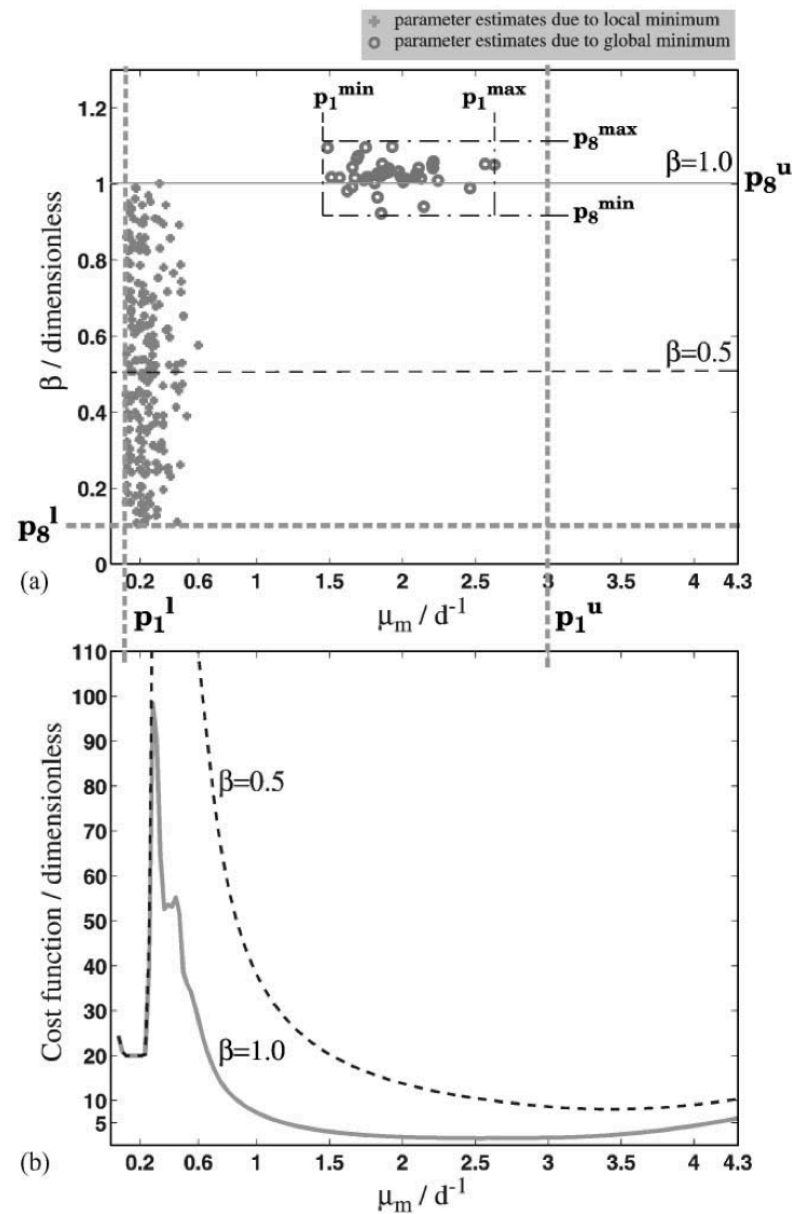 parameter estimates due to local minimum
parameter estimates due to global minimum
p₁ᵐⁱⁿ p₁ᵐᵃˣ
p₈ᵐᵃˣ
β=1.0
p₈ᵘ
p₈ᵐⁱⁿ
β=0.5
p₈ˡ
1.2
1
0.8
0.6
0.4
0.2
0
β / dimensionless
(a)
0.2 0.6 1 1.5 2 2.5 3 3.5 4 4.3
μₘ / d⁻¹
p₁ˡ
p₁ᵘ
110
100
90
80
70
60
50
40
30
20
10
5
Cost function / dimensionless
β=0.5
β=1.0
(b)
0.2 0.6 1 1.5 2 2.5 3 3.5 4 4.3
μₘ / d⁻¹